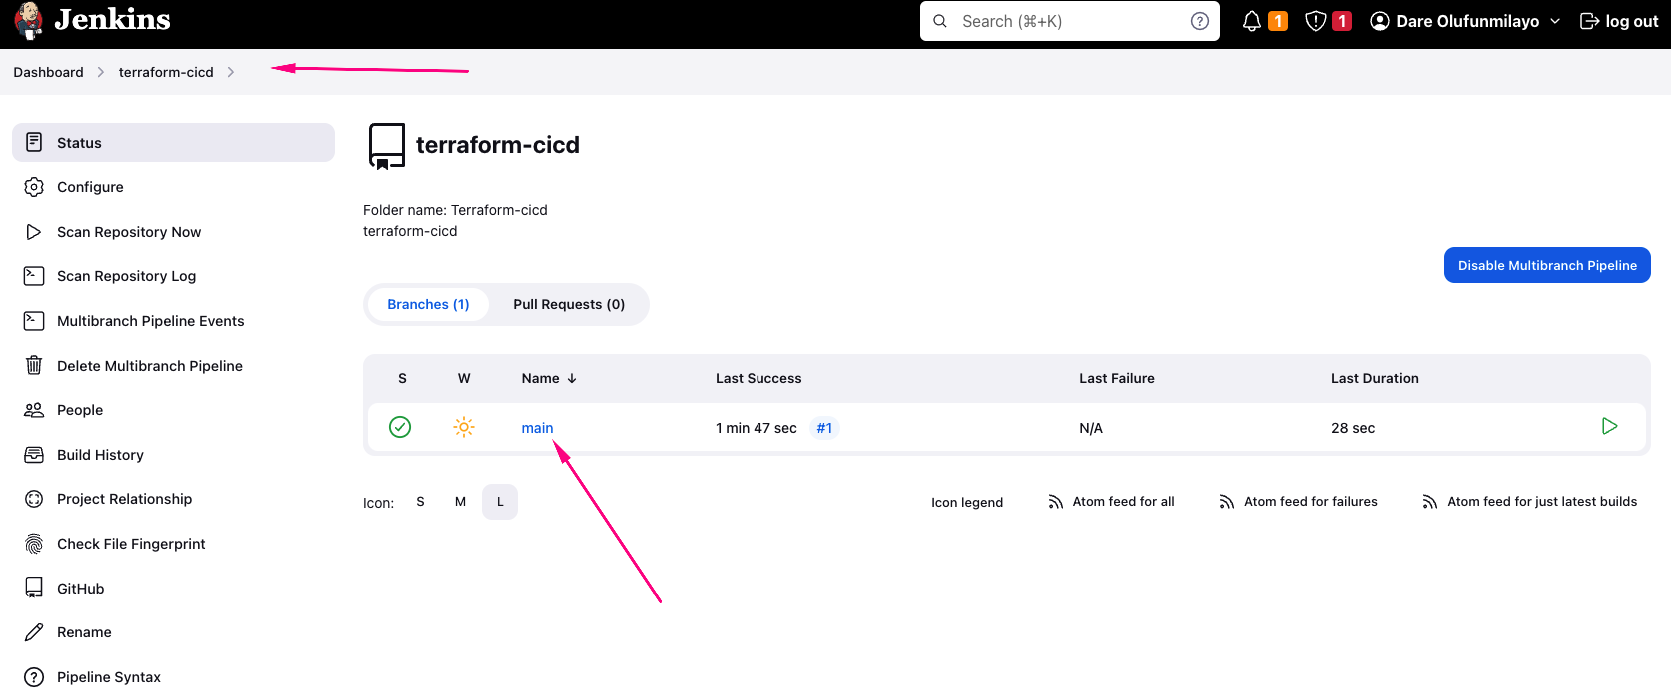 Jenkins
Search (⌘+K)
1
1
Dare Olufunmilayo
log out
Dashboard
terraform-cicd
Status
Configure
Scan Repository Now
Scan Repository Log
Multibranch Pipeline Events
Delete Multibranch Pipeline
People
Build History
Project Relationship
Check File Fingerprint
GitHub
Rename
Pipeline Syntax
terraform-cicd
Folder name: Terraform-cicd
terraform-cicd
Disable Multibranch Pipeline
Branches (1)
Pull Requests (0)
S W Name ↓ Last Success Last Failure Last Duration
main 1 min 47 sec #1 N/A 28 sec
Icon: S M L
Icon legend
Atom feed for all
Atom feed for failures
Atom feed for just latest builds